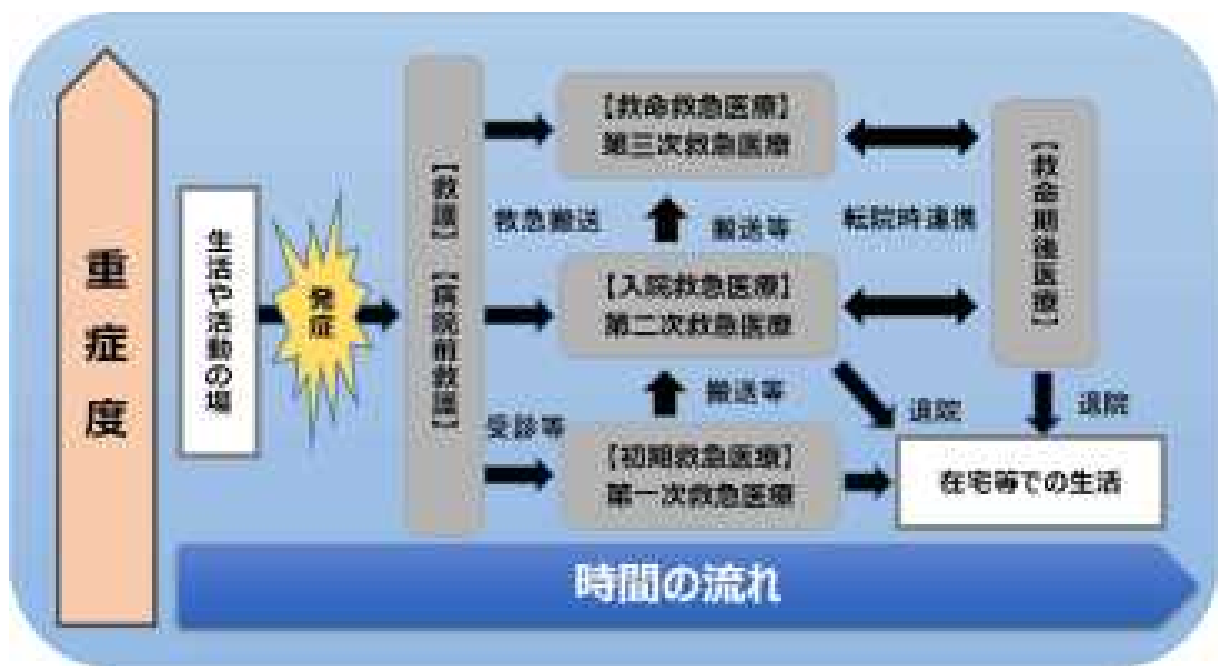 重症度
生活や活動の場
発症
【救護】【病院前救護】
救急搬送
受診等
【救命救急医療】
第三次救急医療
搬送等
転院時連携
【入院救急医療】
第二次救急医療
搬送等
【初期救急医療】
第一次救急医療
【救命期後医療】
退院
退院
在宅等での生活
時間の流れ